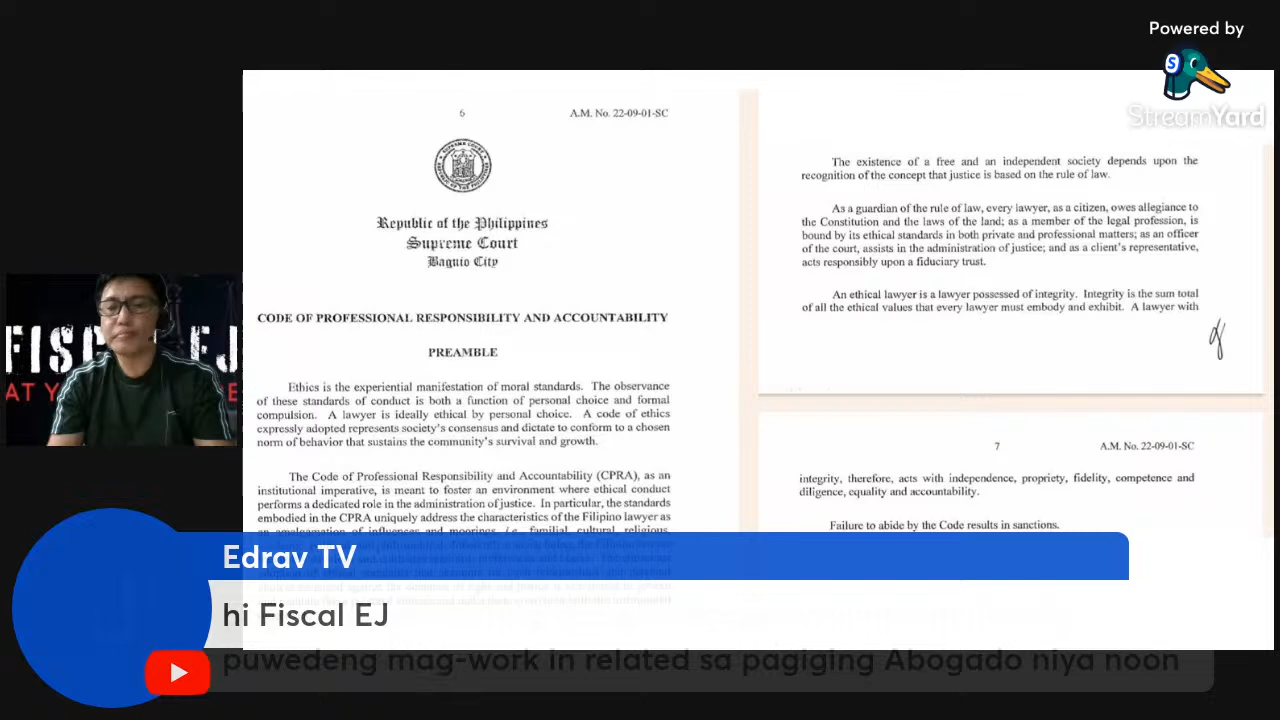 Powered by
StreamYard
6
A.M. No. 22-09-01-SC
Republic of the Philippines
Supreme Court
Baguio City
CODE OF PROFESSIONAL RESPONSIBILITY AND ACCOUNTABILITY
PREAMBLE
Ethics is the experiential manifestation of moral standards. The observance
of these standards of conduct is both a function of personal choice and formal
compulsion. A lawyer is ideally ethical by personal choice. A code of ethics
expressly adopted represents society's consensus and dictate to conform to a chosen
norm of behavior that sustains the community's survival and growth.
The Code of Professional Responsibility and Accountability (CPRA), as an
institutional imperative, is meant to foster an environment where ethical conduct
performs a dedicated role in the administration of justice. In particular, the standards
embodied in the CPRA uniquely address the characteristics of the Filipino lawyer as
an amalgamation of influences and moorings, i.e., familial, cultural, religious,
The existence of a free and an independent society depends upon the
recognition of the concept that justice is based on the rule of law.
As a guardian of the rule of law, every lawyer, as a citizen, owes allegiance to
the Constitution and the laws of the land; as a member of the legal profession, is
bound by its ethical standards in both private and professional matters; as an officer
of the court, assists in the administration of justice; and as a client's representative,
acts responsibly upon a fiduciary trust.
An ethical lawyer is a lawyer possessed of integrity. Integrity is the sum total
of all the ethical values that every lawyer must embody and exhibit. A lawyer with
7
A.M. No. 22-09-01-SC
integrity, therefore, acts with independence, propriety, fidelity, competence and
diligence, equality and accountability.
Failure to abide by the Code results in sanctions.
FISC EJ
AT Y E
Edrav TV
hi Fiscal EJ
puwedeng mag-work in related sa pagiging Abogado niya noon